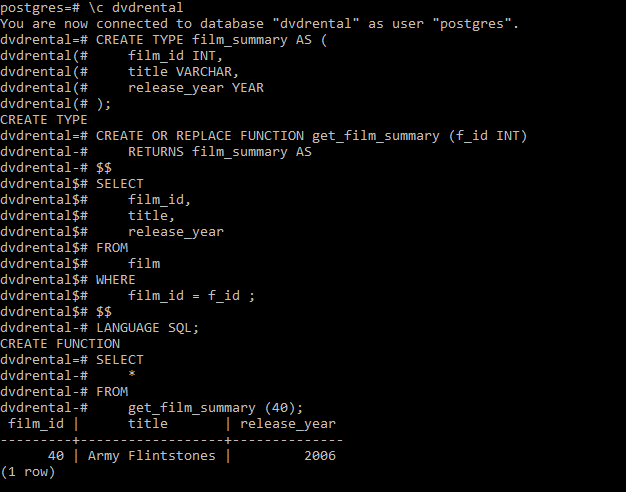 postgres=# \c dvdrental
You are now connected to database "dvdrental" as user "postgres".
dvdrental=# CREATE TYPE film_summary AS (
dvdrental(#     film_id INT,
dvdrental(#     title VARCHAR,
dvdrental(#     release_year YEAR
dvdrental(# );
CREATE TYPE
dvdrental=# CREATE OR REPLACE FUNCTION get_film_summary (f_id INT)
dvdrental-#     RETURNS film_summary AS
dvdrental-# $$
dvdrental$# SELECT
dvdrental$#     film_id,
dvdrental$#     title,
dvdrental$#     release_year
dvdrental$# FROM
dvdrental$#     film
dvdrental$# WHERE
dvdrental$#     film_id = f_id ;
dvdrental$# $$
dvdrental-# LANGUAGE SQL;
CREATE FUNCTION
dvdrental=# SELECT
dvdrental-#     *
dvdrental-# FROM
dvdrental-#     get_film_summary (40);
 film_id |      title       | release_year
---------+------------------+--------------
      40 | Army Flintstones |         2006
(1 row)